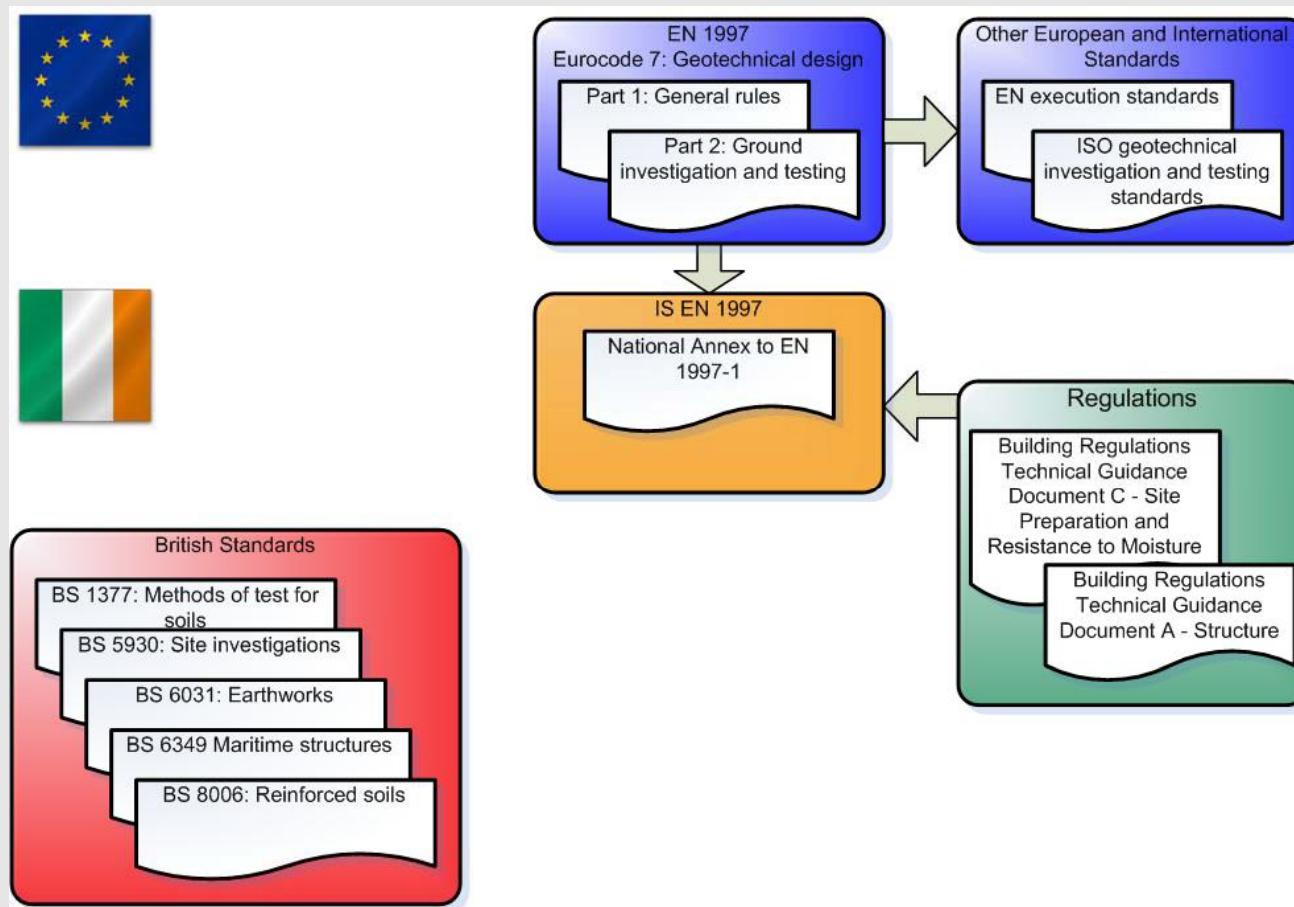 EN 1997
Eurocode 7: Geotechnical design
Part 1: General rules
Part 2: Ground
investigation and testing
Other European and International
Standards
EN execution standards
ISO geotechnical
investigation and testing
standards
IS EN 1997
National Annex to EN
1997-1
Regulations
Building Regulations
Technical Guidance
Document C - Site
Preparation and
Resistance to Moisture
Building Regulations
Technical Guidance
Document A - Structure
British Standards
BS 1377: Methods of test for
soils
BS 5930: Site investigations
BS 6031: Earthworks
BS 6349 Maritime structures
BS 8006: Reinforced soils